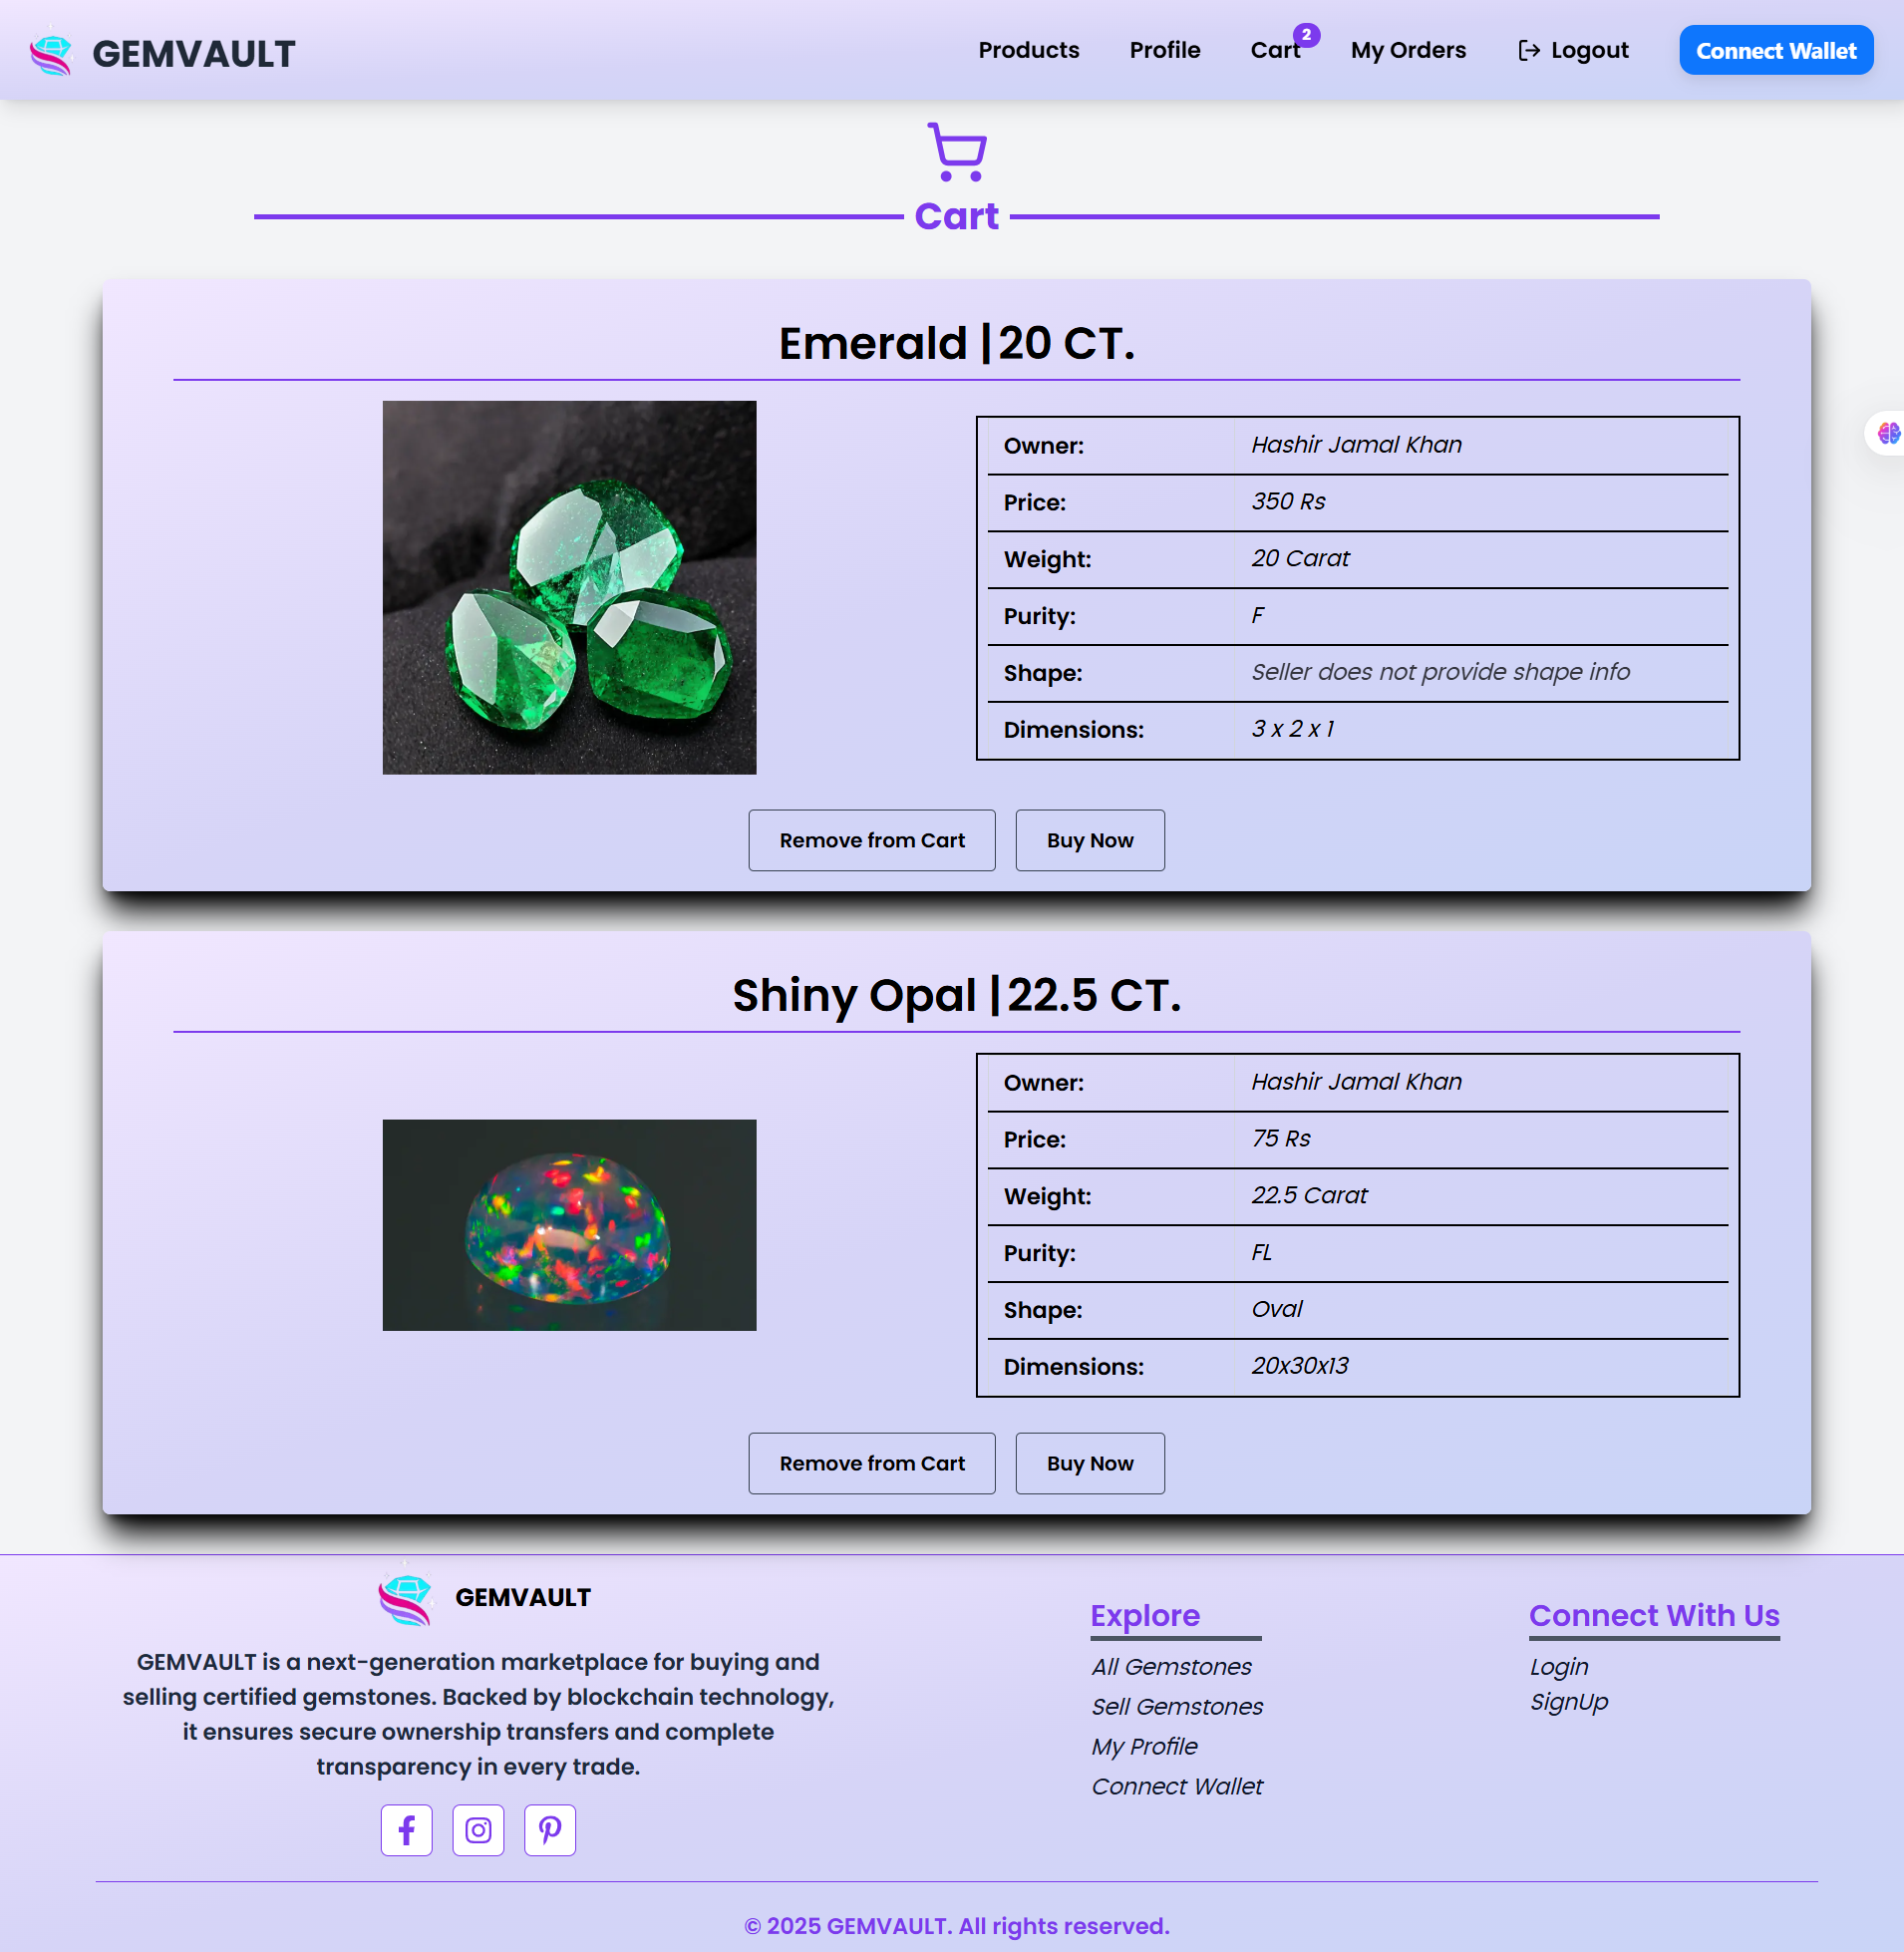 GEMVAULT
Products Profile Cart 2 My Orders Logout Connect Wallet
Cart
Emerald | 20 CT.
Owner: Hashir Jamal Khan
Price: 350 Rs
Weight: 20 Carat
Purity: F
Shape: Seller does not provide shape info
Dimensions: 3 x 2 x 1
Remove from Cart Buy Now
Shiny Opal | 22.5 CT.
Owner: Hashir Jamal Khan
Price: 75 Rs
Weight: 22.5 Carat
Purity: FL
Shape: Oval
Dimensions: 20x30x13
Remove from Cart Buy Now
GEMVAULT
GEMVAULT is a next-generation marketplace for buying and
selling certified gemstones. Backed by blockchain technology,
it ensures secure ownership transfers and complete
transparency in every trade.
Explore
All Gemstones
Sell Gemstones
My Profile
Connect Wallet
Connect With Us
Login
SignUp
© 2025 GEMVAULT. All rights reserved.